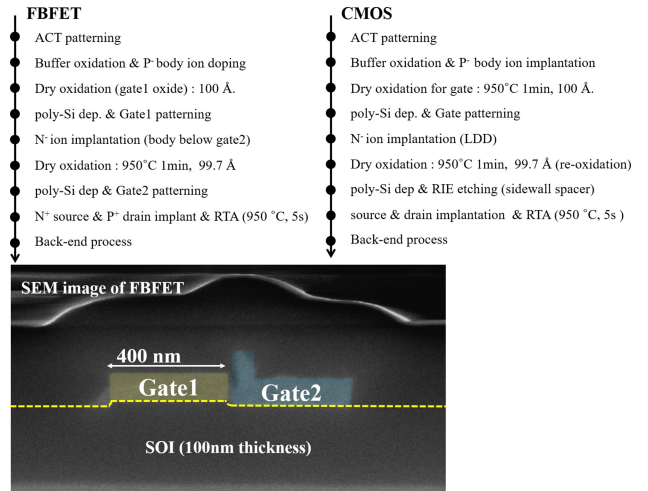 FBFET
ACT patterning
Buffer oxidation & P- body ion doping
Dry oxidation (gate1 oxide) : 100 Å.
poly-Si dep. & Gate1 patterning
N- ion implantation (body below gate2)
Dry oxidation : 950°C 1min, 99.7 Å
poly-Si dep & Gate2 patterning
N+ source & P+ drain implant & RTA (950 °C, 5s)
Back-end process
CMOS
ACT patterning
Buffer oxidation & P- body ion implantation
Dry oxidation for gate : 950°C 1min, 100 Å.
poly-Si dep. & Gate patterning
N- ion implantation (LDD)
Dry oxidation : 950°C 1min, 99.7 Å (re-oxidation)
poly-Si dep & RIE etching (sidewall spacer)
source & drain implantation & RTA (950 °C, 5s )
Back-end process
SEM image of FBFET
400 nm
Gate1
Gate2
SOI (100nm thickness)